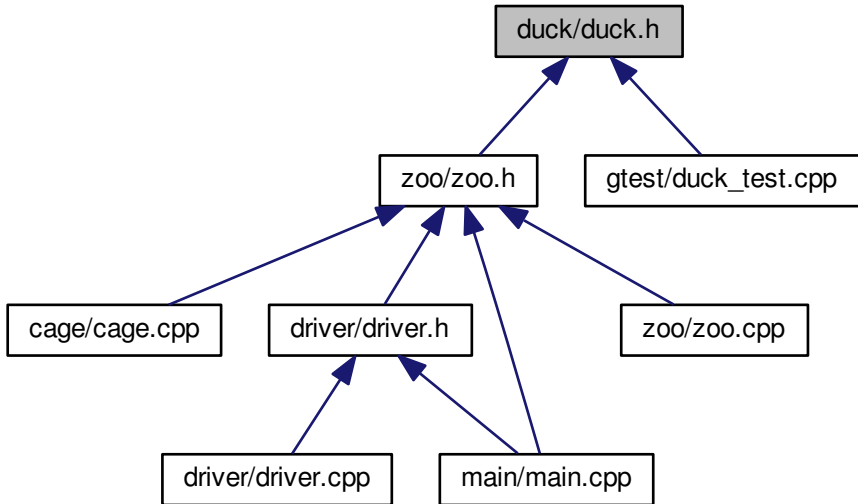 duck/duck.h
zoo/zoo.h
gtest/duck_test.cpp
cage/cage.cpp
driver/driver.h
zoo/zoo.cpp
driver/driver.cpp
main/main.cpp